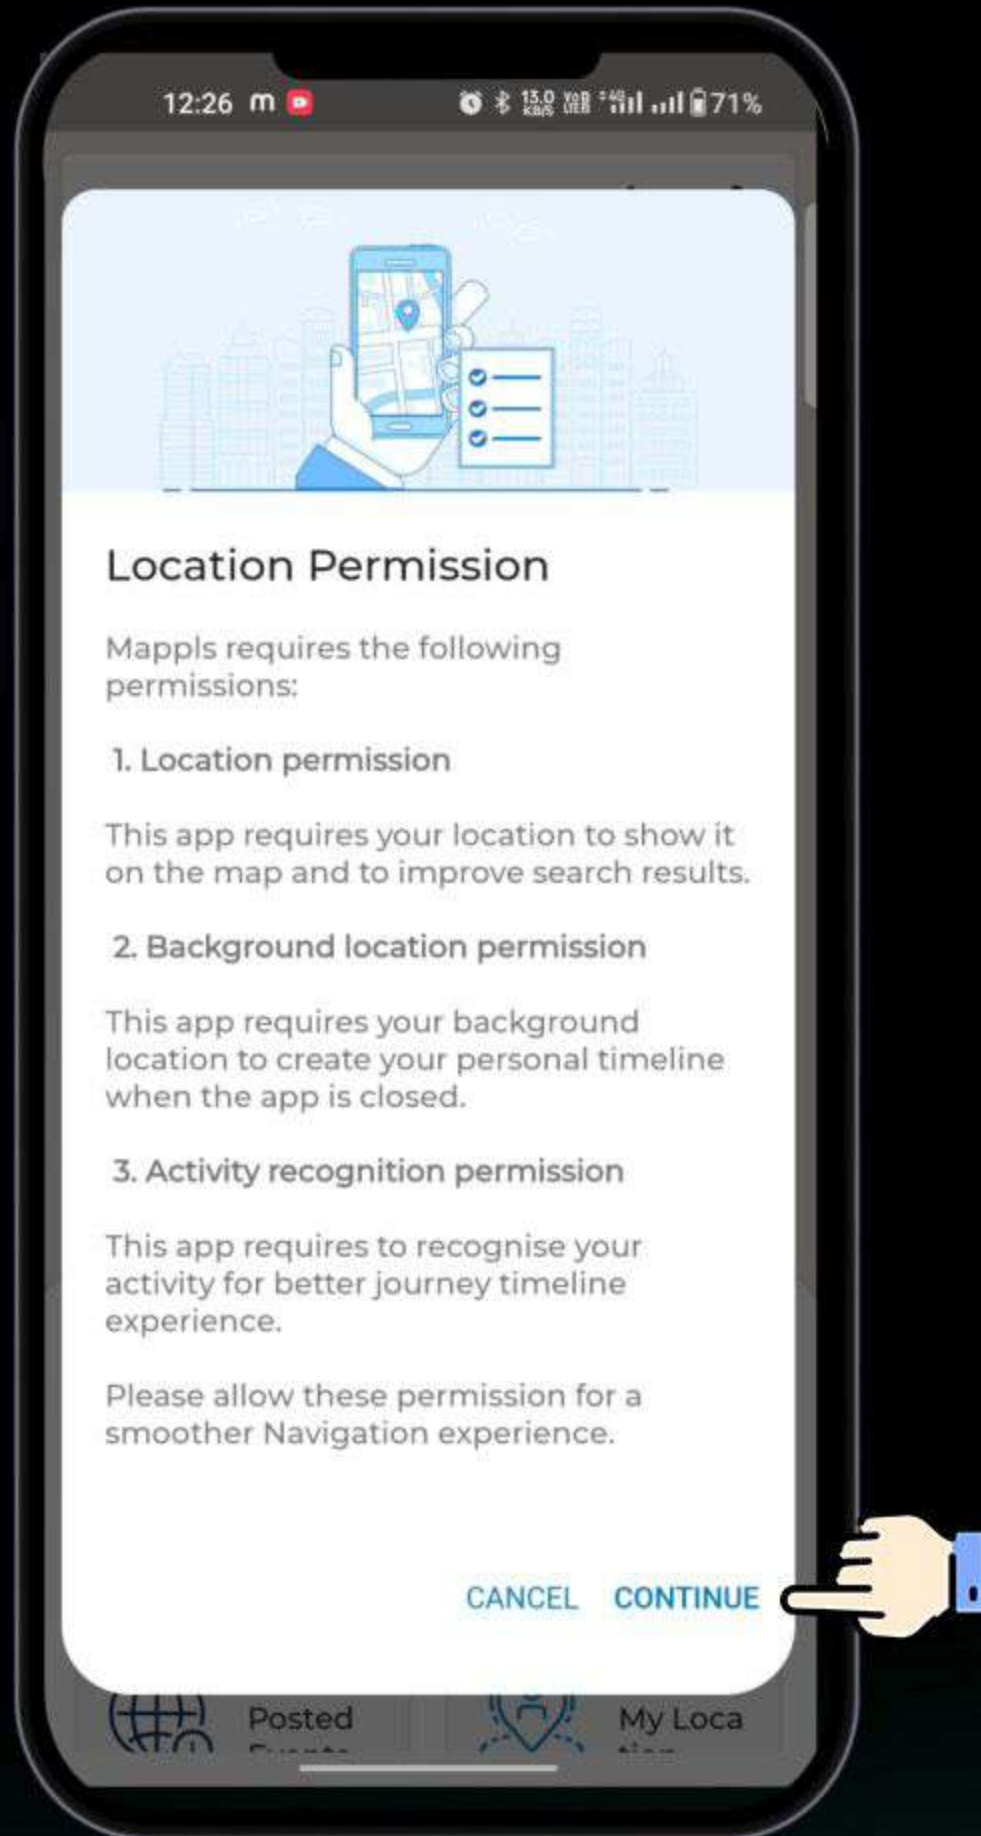 12:26 m
13.0 KB/S
4G
71%
Location Permission
Mappls requires the following
permissions:
1. Location permission
This app requires your location to show it
on the map and to improve search results.
2. Background location permission
This app requires your background
location to create your personal timeline
when the app is closed.
3. Activity recognition permission
This app requires to recognise your
activity for better journey timeline
experience.
Please allow these permission for a
smoother Navigation experience.
CANCEL CONTINUE
Posted
My Loca